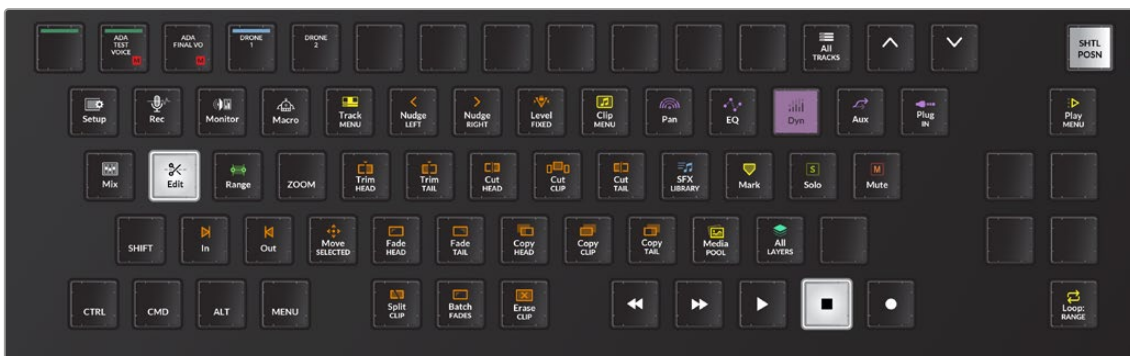 ADA
TEST
VOICE
M
ADA
FINAL VO
M
DRONE
1
DRONE
2
All
TRACKS
SHTL
POSN
Setup
Rec
Monitor
Macro
Track
MENU
Nudge
LEFT
Nudge
RIGHT
Level
FIXED
Clip
MENU
Pan
EQ
Dyn
Aux
Plug
IN
Play
MENU
Mix
Edit
Range
ZOOM
Trim
HEAD
Trim
TAIL
Cut
HEAD
Cut
CLIP
Cut
TAIL
SFX
LIBRARY
Mark
S
Solo
M
Mute
SHIFT
In
Out
Move
SELECTED
Fade
HEAD
Fade
TAIL
Copy
HEAD
Copy
CLIP
Copy
TAIL
Media
POOL
All
LAYERS
CTRL
CMD
ALT
MENU
Split
CLIP
Batch
FADES
Erase
CLIP
Loop:
RANGE